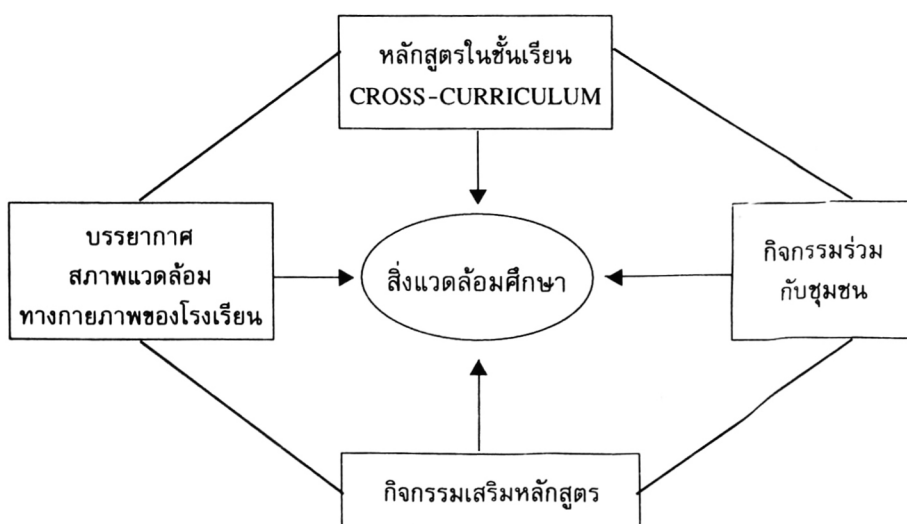 หลักสูตรในชั้นเรียน
CROSS-CURRICULUM
บรรยากาศ
สภาพแวดล้อม
ทางกายภาพของโรงเรียน
สิ่งแวดล้อมศึกษา
กิจกรรมร่วม
กับชุมชน
กิจกรรมเสริมหลักสูตร